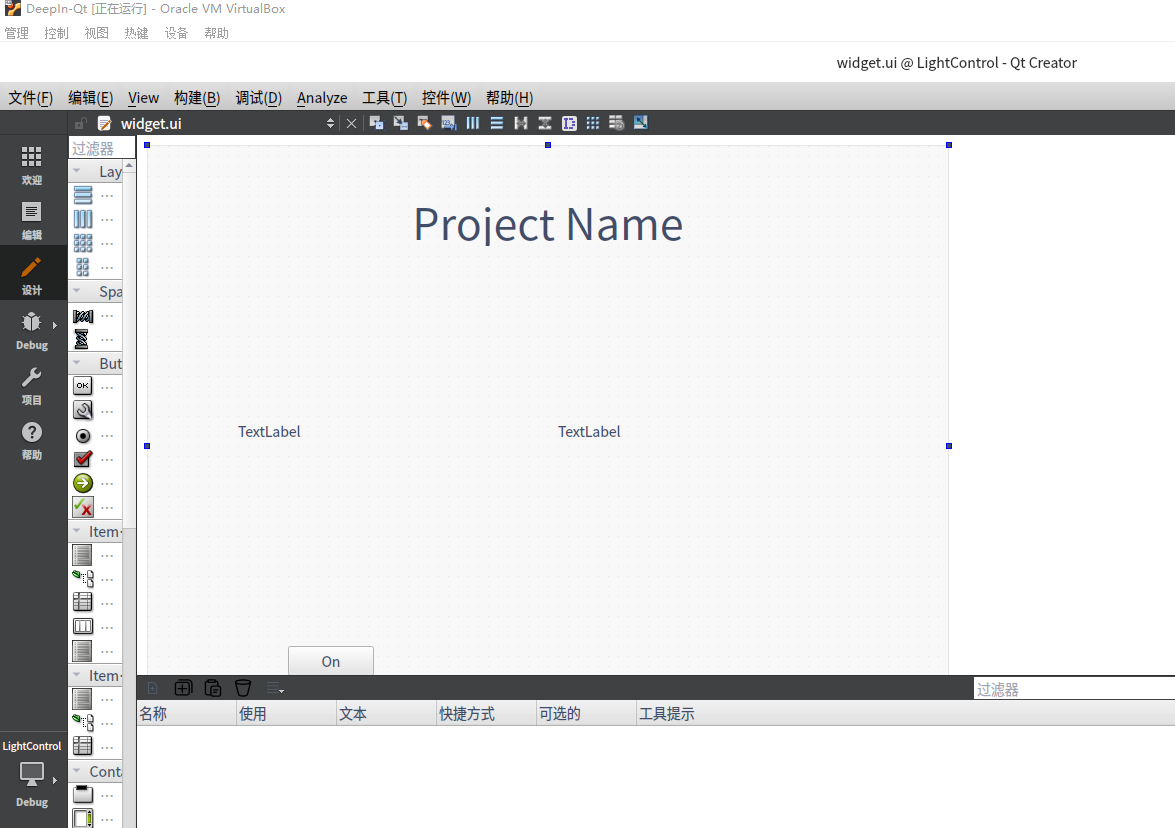 DeepIn-Qt [正在运行] - Oracle VM VirtualBox
管理 控制 视图 热键 设备 帮助
widget.ui @ LightControl - Qt Creator
文件(F) 编辑(E) View 构建(B) 调试(D) Analyze 工具(T) 控件(W) 帮助(H)
widget.ui
欢迎
编辑
设计
Debug
项目
帮助
LightControl
Debug
过滤器
Lay
...
...
...
...
Spa
...
...
But
OK ...
...
...
...
...
...
Item-
...
...
...
...
...
Item-
...
...
...
Conta
...
...
Project Name
TextLabel TextLabel
On
过滤器
名称 使用 文本 快捷方式 可选的 工具提示